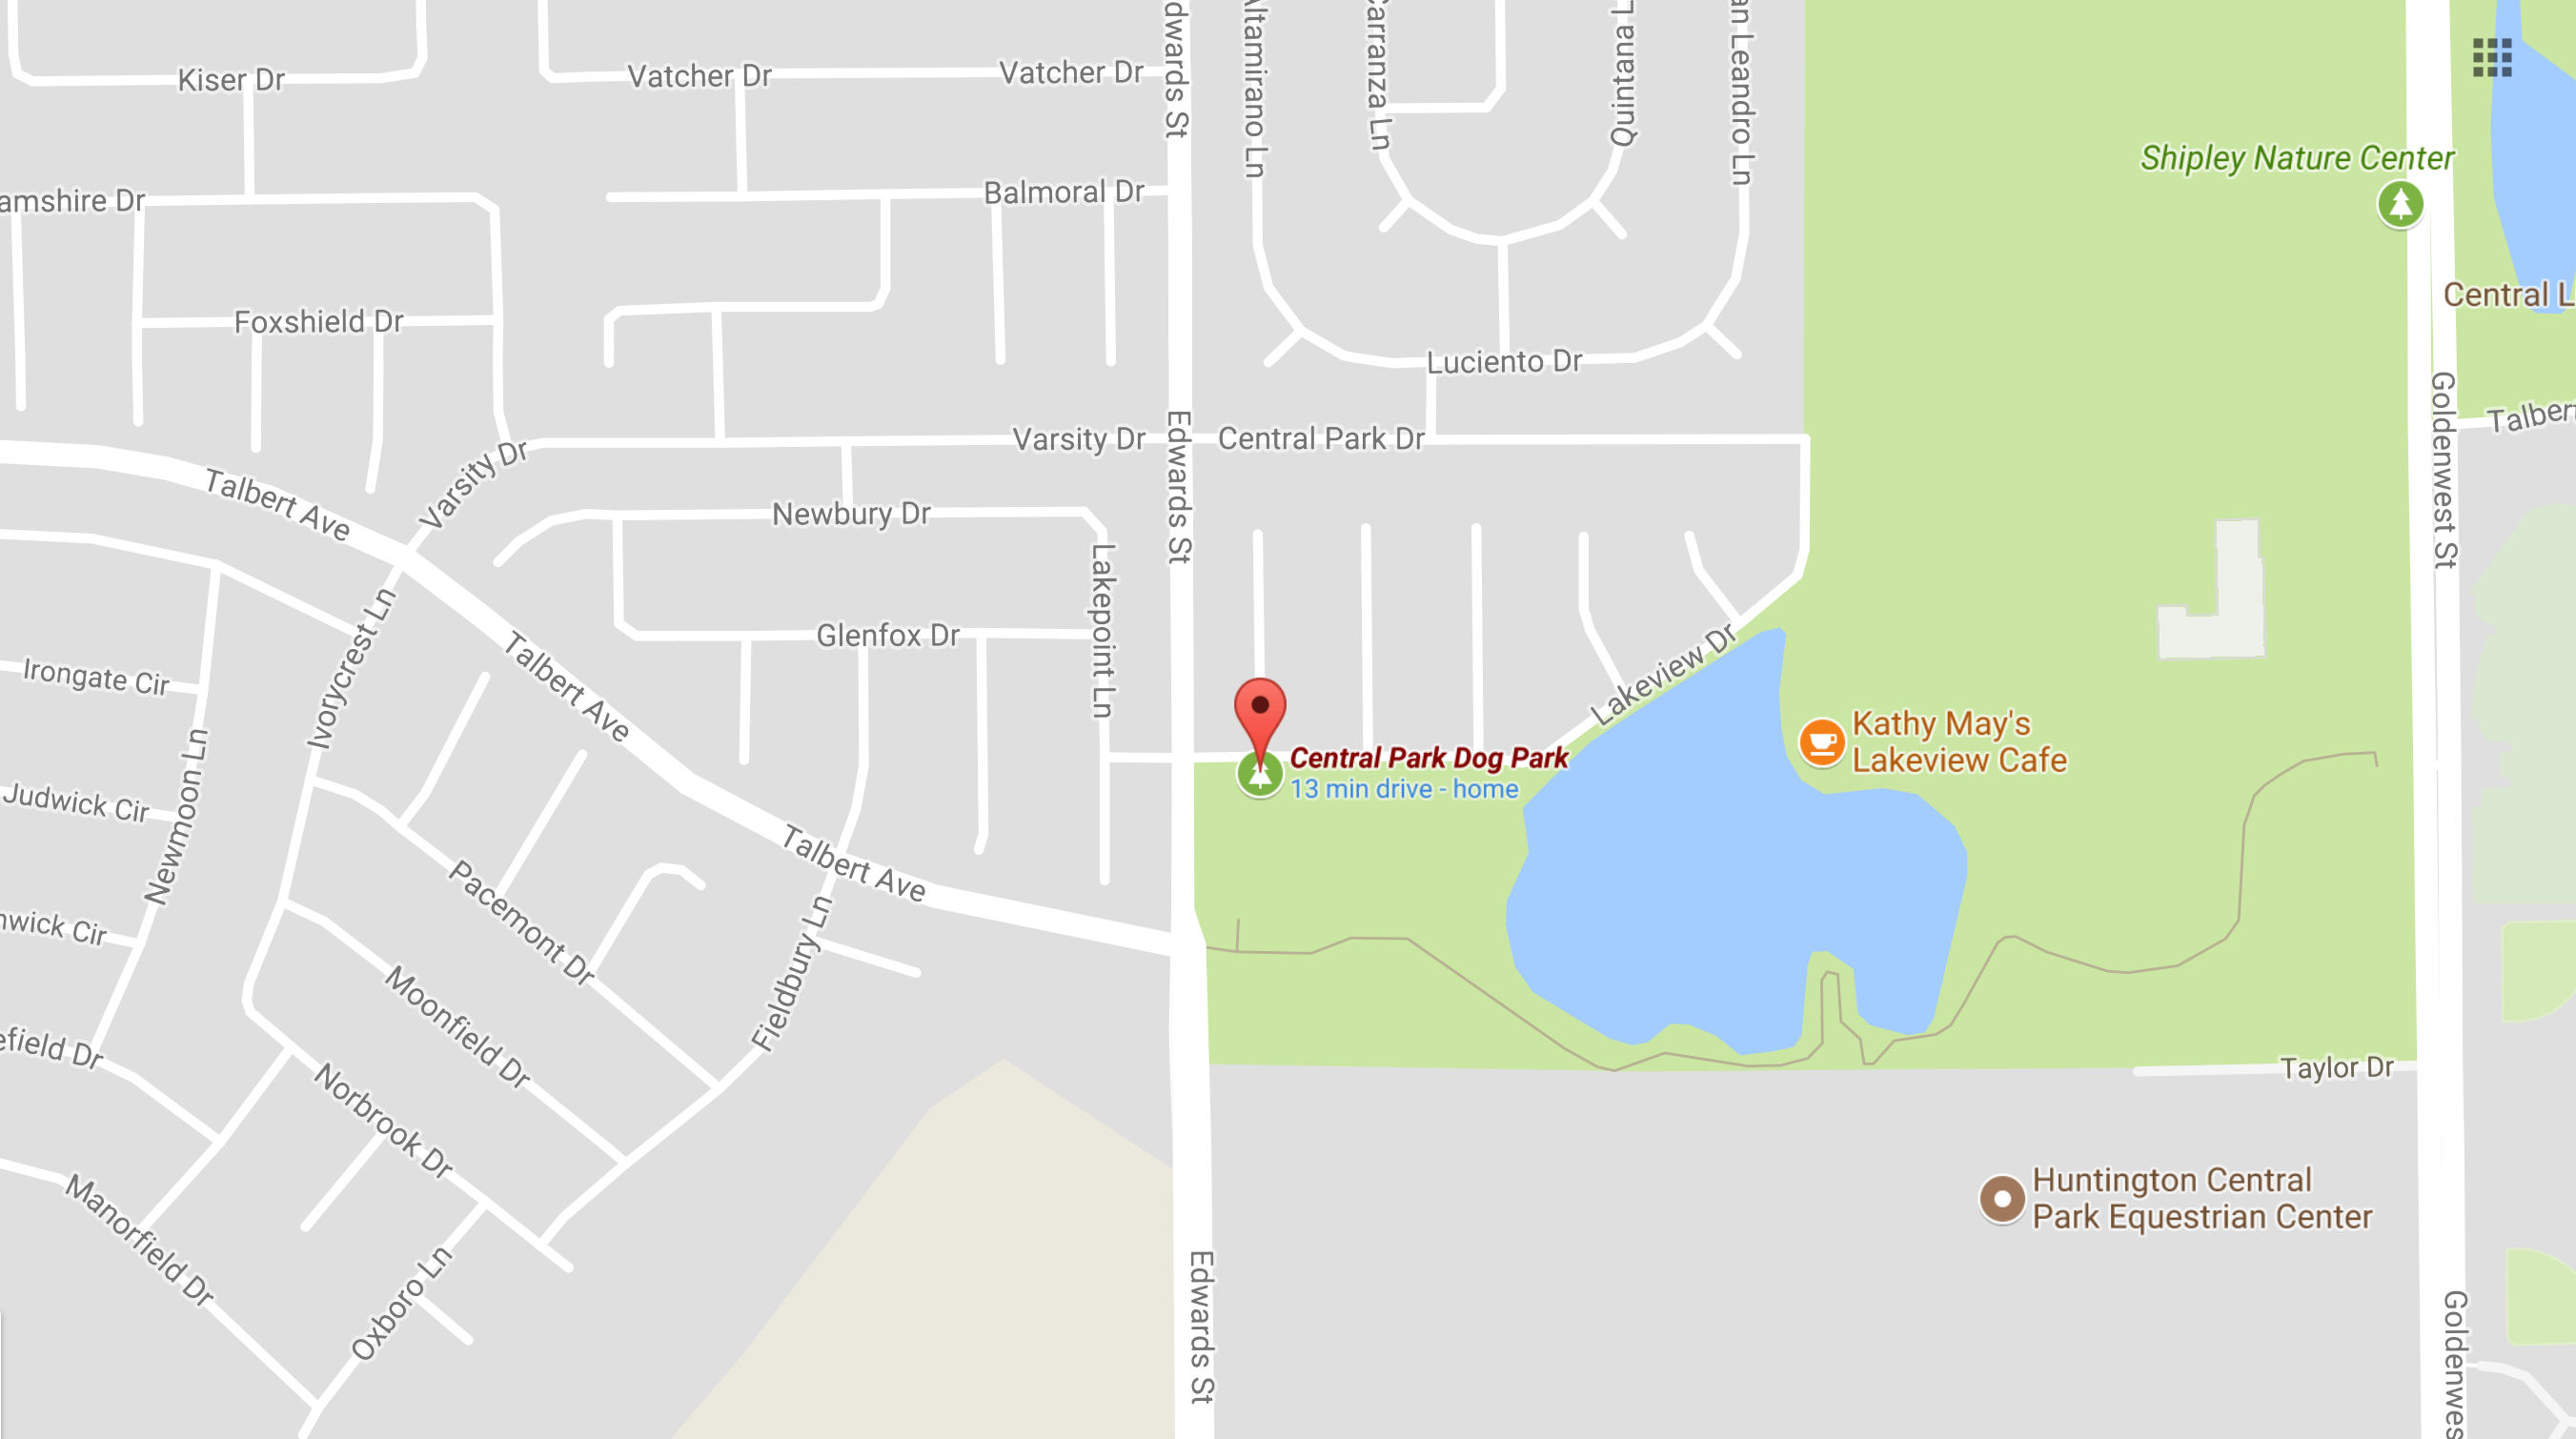 Kiser Dr
Vatcher Dr
Vatcher Dr
dwards St
Altamirano Ln
Carranza Ln
Quintana L
an Leandro Ln
Shipley Nature Center
amshire Dr
Balmoral Dr
Central L
Foxshield Dr
Luciento Dr
Goldenwest St
Talbert
Varsity Dr
Varsity Dr
Edwards St
Central Park Dr
Talbert Ave
Newbury Dr
Lakepoint Ln
Ivorycrest Ln
Talbert Ave
Glenfox Dr
Lakeview Dr
Irongate Cir
Newmoon Ln
Kathy May's
Lakeview Cafe
Central Park Dog Park
13 min drive - home
Judwick Cir
Talbert Ave
Pacemont Dr
Fieldbury Ln
nwick Cir
Moonfield Dr
efield Dr
Norbrook Dr
Taylor Dr
Manorfield Dr
Huntington Central
Park Equestrian Center
Oxboro Ln
Edwards St
Goldenwes